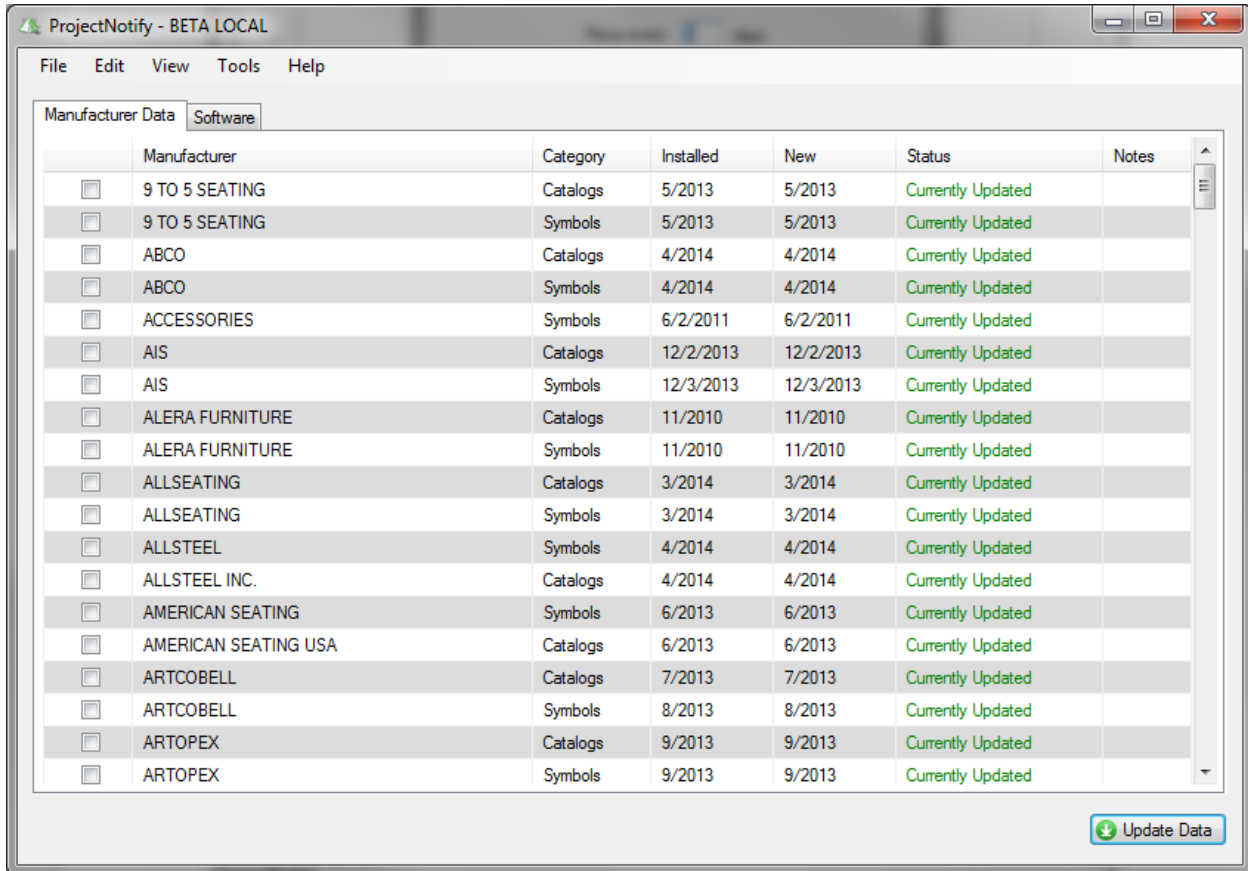 ProjectNotify - BETA LOCAL
File Edit View Tools Help
Manufacturer Data Software
Manufacturer Category Installed New Status Notes
9 TO 5 SEATING Catalogs 5/2013 5/2013 Currently Updated
9 TO 5 SEATING Symbols 5/2013 5/2013 Currently Updated
ABCO Catalogs 4/2014 4/2014 Currently Updated
ABCO Symbols 4/2014 4/2014 Currently Updated
ACCESSORIES Symbols 6/2/2011 6/2/2011 Currently Updated
AIS Catalogs 12/2/2013 12/2/2013 Currently Updated
AIS Symbols 12/3/2013 12/3/2013 Currently Updated
ALERA FURNITURE Catalogs 11/2010 11/2010 Currently Updated
ALERA FURNITURE Symbols 11/2010 11/2010 Currently Updated
ALLSEATING Catalogs 3/2014 3/2014 Currently Updated
ALLSEATING Symbols 3/2014 3/2014 Currently Updated
ALLSTEEL Symbols 4/2014 4/2014 Currently Updated
ALLSTEEL INC. Catalogs 4/2014 4/2014 Currently Updated
AMERICAN SEATING Symbols 6/2013 6/2013 Currently Updated
AMERICAN SEATING USA Catalogs 6/2013 6/2013 Currently Updated
ARTCOBELL Catalogs 7/2013 7/2013 Currently Updated
ARTCOBELL Symbols 8/2013 8/2013 Currently Updated
ARTOPEX Catalogs 9/2013 9/2013 Currently Updated
ARTOPEX Symbols 9/2013 9/2013 Currently Updated
Update Data